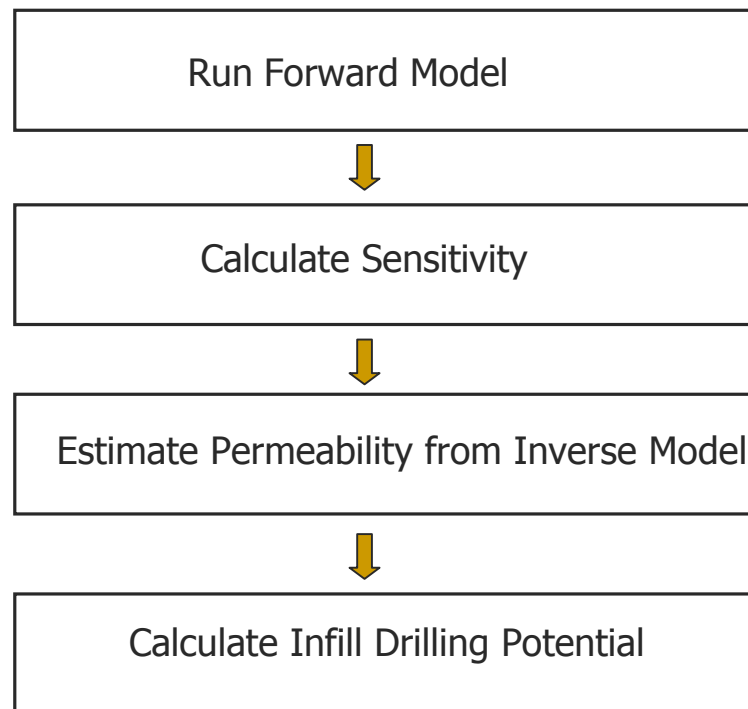 Run Forward Model
Calculate Sensitivity
Estimate Permeability from Inverse Model
Calculate Infill Drilling Potential